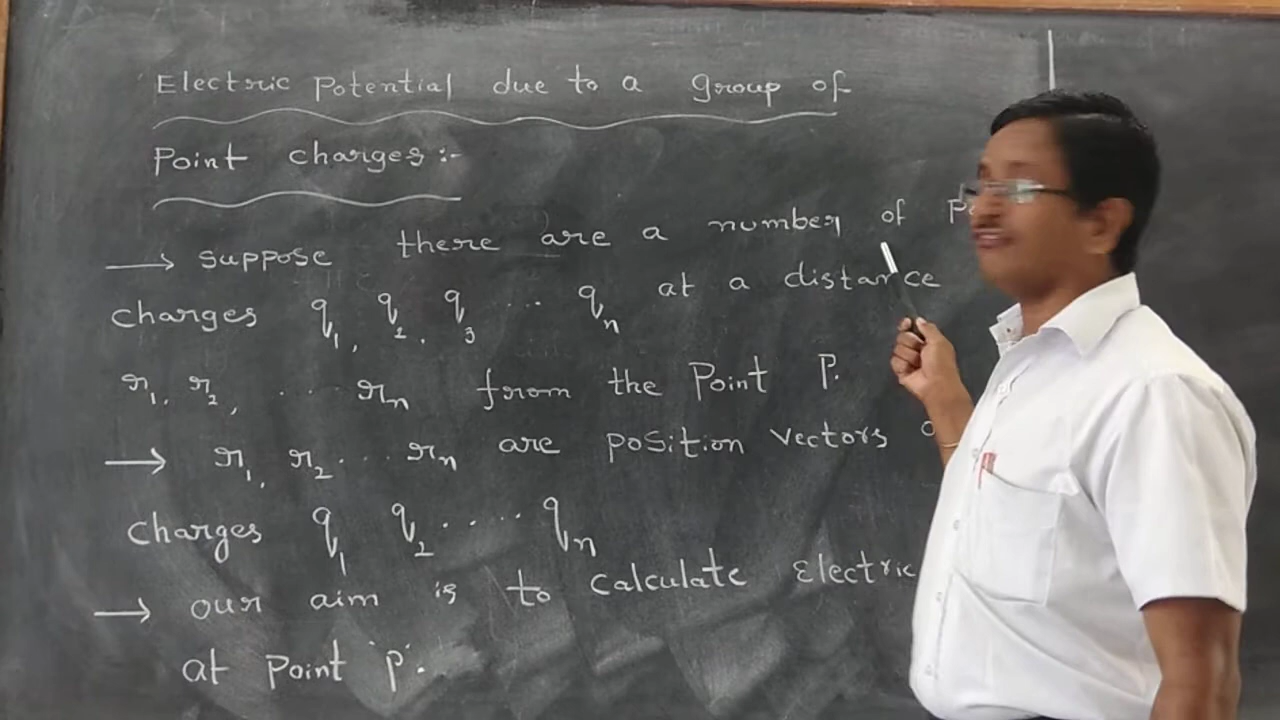 Electric Potential due to a group of
Point charges :-
→ suppose there are a number of
charges q1, q2, q3 ... qn at a distance
r1, r2, ... rn from the Point P.
→ r1, r2 ... rn are position vectors
charges q1 q2 .... qn
→ our aim is to calculate Electric
at point 'p'.